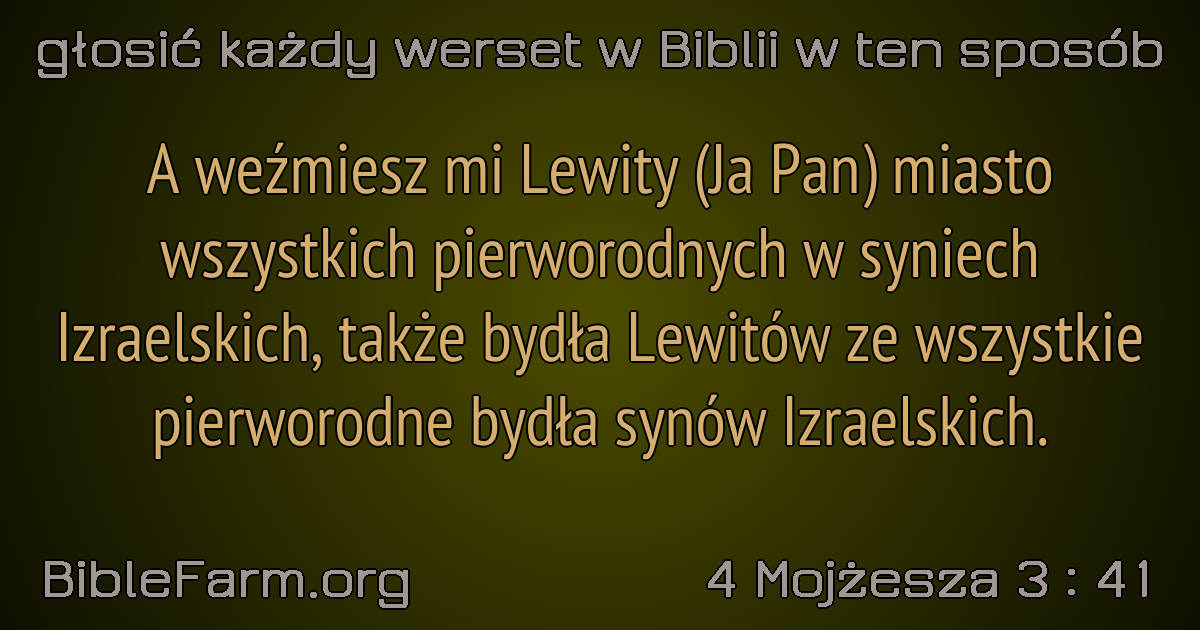 głosić każdy werset w Biblii w ten sposób
A weźmiesz mi Lewity (Ja Pan) miasto
wszystkich pierworodnych w syniech
Izraelskich, także bydła Lewitów ze wszystkie
pierworodne bydła synów Izraelskich.
BibleFarm.org
4 Mojżesza 3 : 41